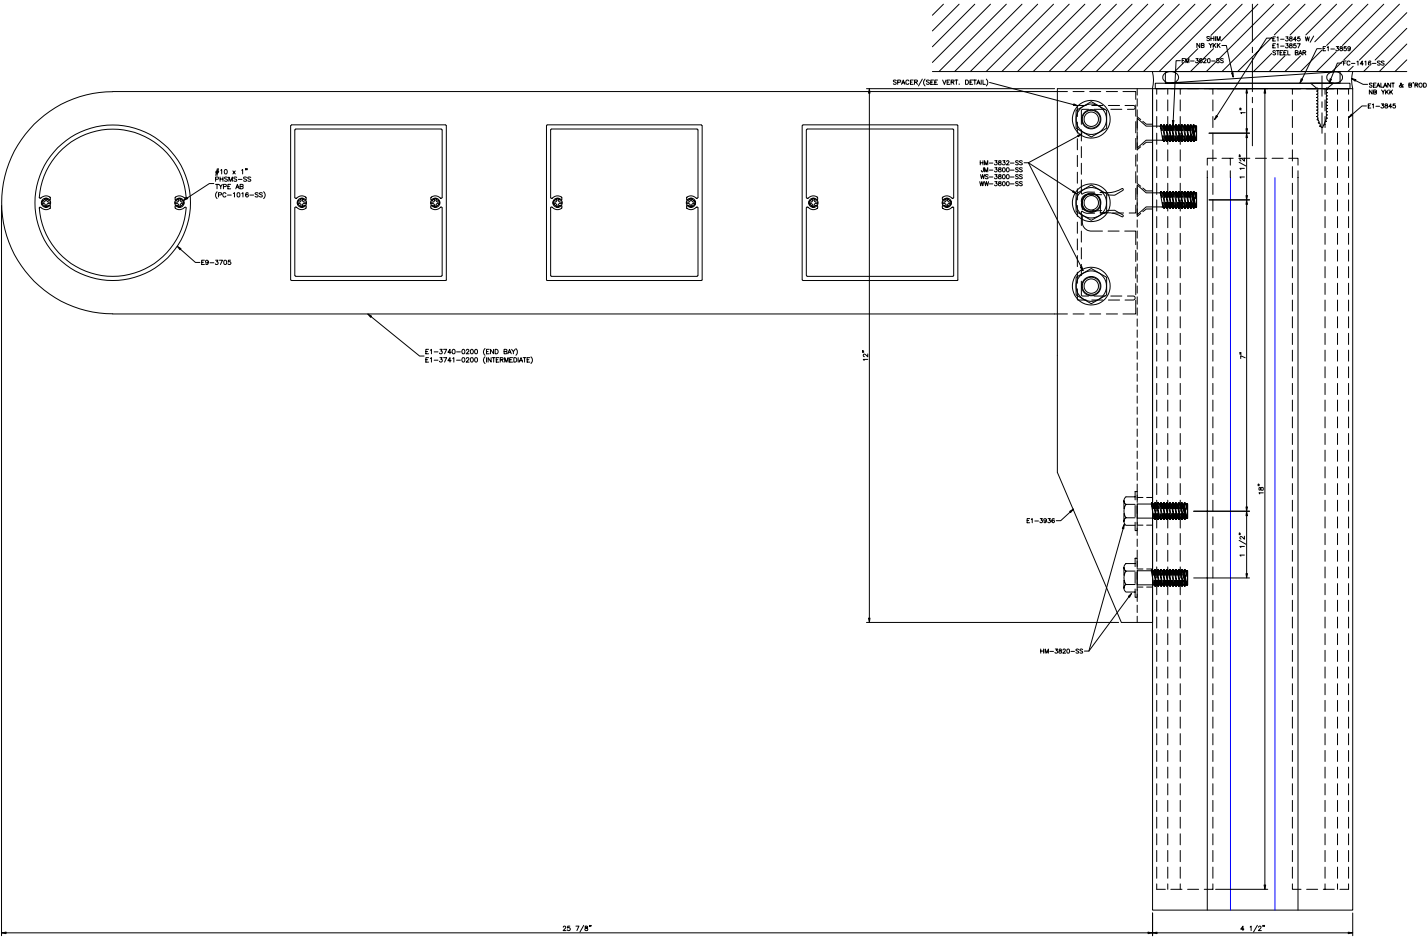 SHIM
NB YKK
E1-3845 W/
E1-3857
STEEL BAR
E1-3859
FM-3820-SS
FC-1416-SS
SPACER/(SEE VERT. DETAIL)
SEALANT & B'ROD
NB YKK
E1-3845
1"
#10 x 1"
PHSMS-SS
TYPE AB
(PC-1016-SS)
HM-3832-SS
JM-3800-SS
WS-3800-SS
WW-3800-SS
1 1/2"
E9-3705
E1-3740-0200 (END BAY)
E1-3741-0200 (INTERMEDIATE)
12"
7"
18"
E1-3936
1 1/2"
HM-3820-SS
25 7/8"
4 1/2"